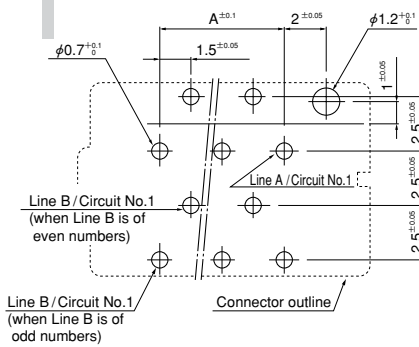 A±0.1
2±0.05
φ1.2+0.1 0
φ0.7+0.1 0
1.5±0.05
1±0.05
2.5±0.05
Line A / Circuit No.1
2.5±0.05
Line B / Circuit No.1
(when Line B is of
even numbers)
2.5±0.05
Line B / Circuit No.1
(when Line B is of
odd numbers)
Connector outline